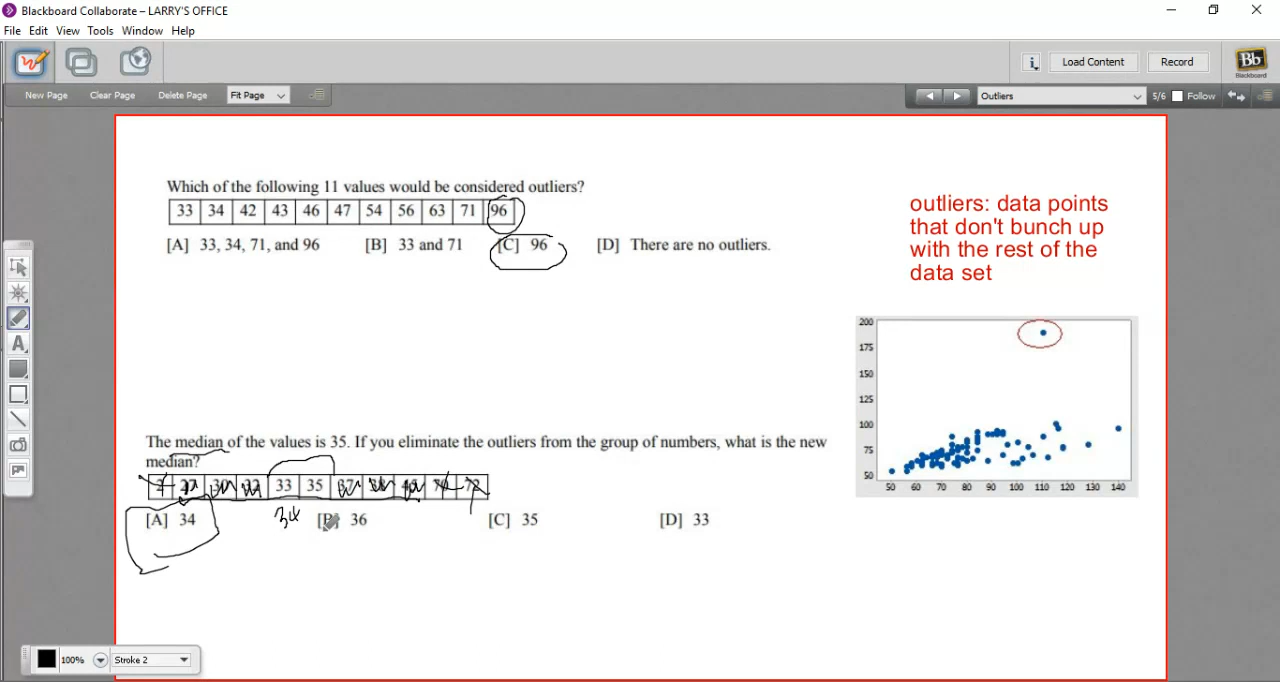 Blackboard Collaborate – LARRY'S OFFICE
File Edit View Tools Window Help
i Load Content Record Bb
Blackboard
New Page Clear Page Delete Page Fit Page Outliers 5/6 Follow
Which of the following 11 values would be considered outliers?
33 34 42 43 46 47 54 56 63 71 96
[A] 33, 34, 71, and 96 [B] 33 and 71 [C] 96 [D] There are no outliers.
outliers: data points
that don't bunch up
with the rest of the
data set
200
175
150
125
100
75
50
50 60 70 80 90 100 110 120 130 140
The median of the values is 35. If you eliminate the outliers from the group of numbers, what is the new
median?
33 35
34
[A] 34 [B] 36 [C] 35 [D] 33
A
100% Stroke 2